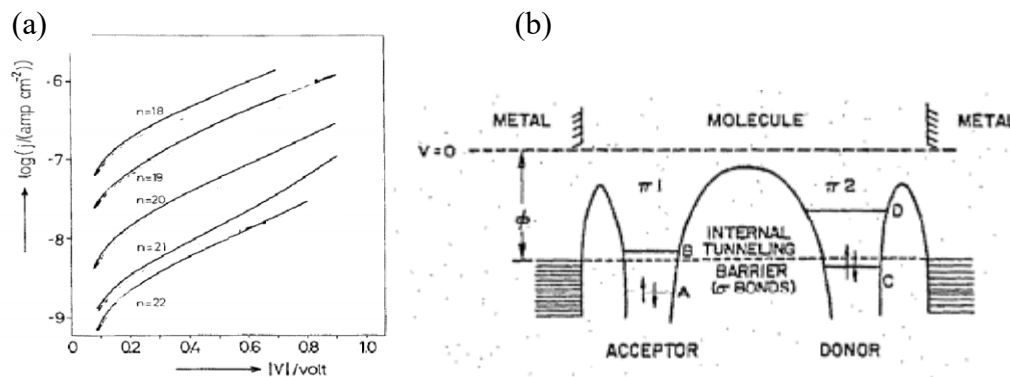 (a)
log(j/(amp cm⁻²))
-6
-7
-8
-9
n=18
n=19
n=20
n=21
n=22
0
0.2
0.4
0.6
0.8
1.0
|V|/volt
(b)
METAL MOLECULE METAL
V=0
π1 π2
ϕ
D
INTERNAL
TUNNELING
B
BARRIER
(σ BONDS)
C
A
ACCEPTOR DONOR